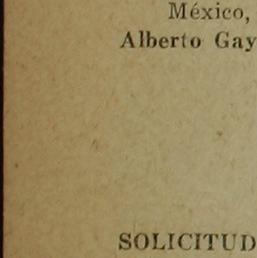 México,
Alberto Gay
SOLICITUD